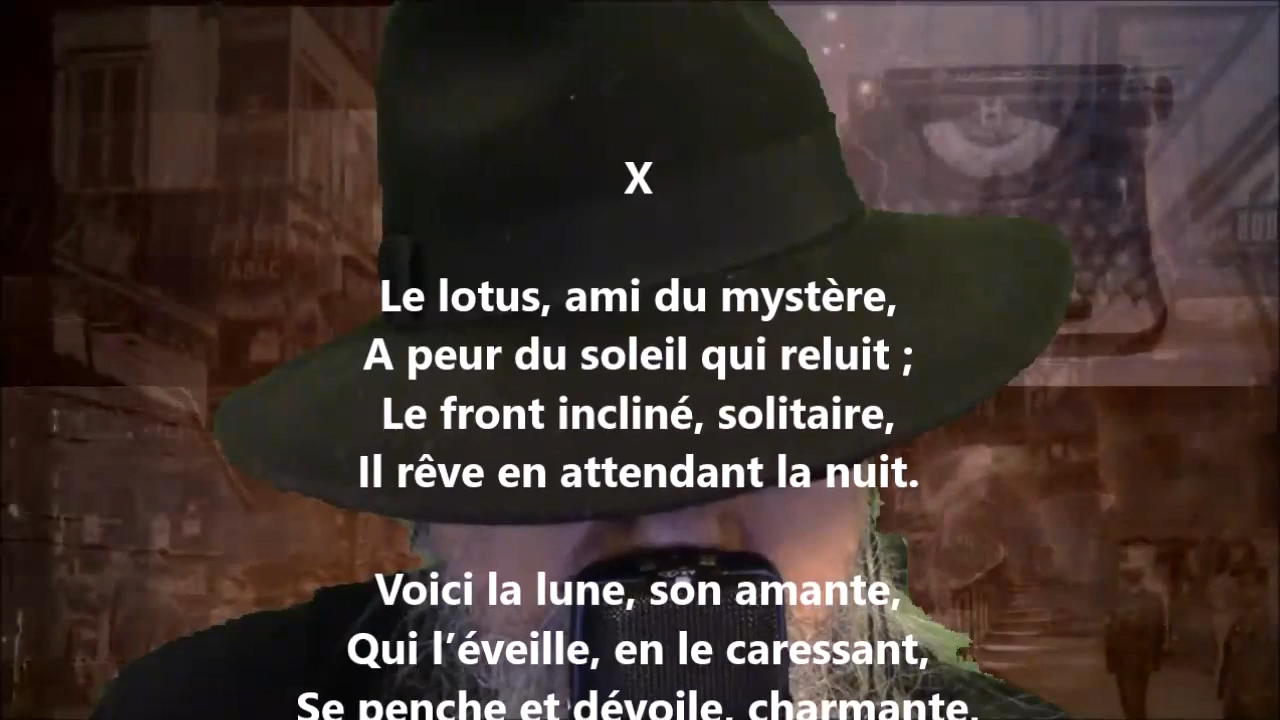 X
Le lotus, ami du mystère,
A peur du soleil qui reluit ;
Le front incliné, solitaire,
Il rêve en attendant la nuit.
Voici la lune, son amante,
Qui l’éveille, en le caressant,
Se penche et dévoile, charmante,
TABAC